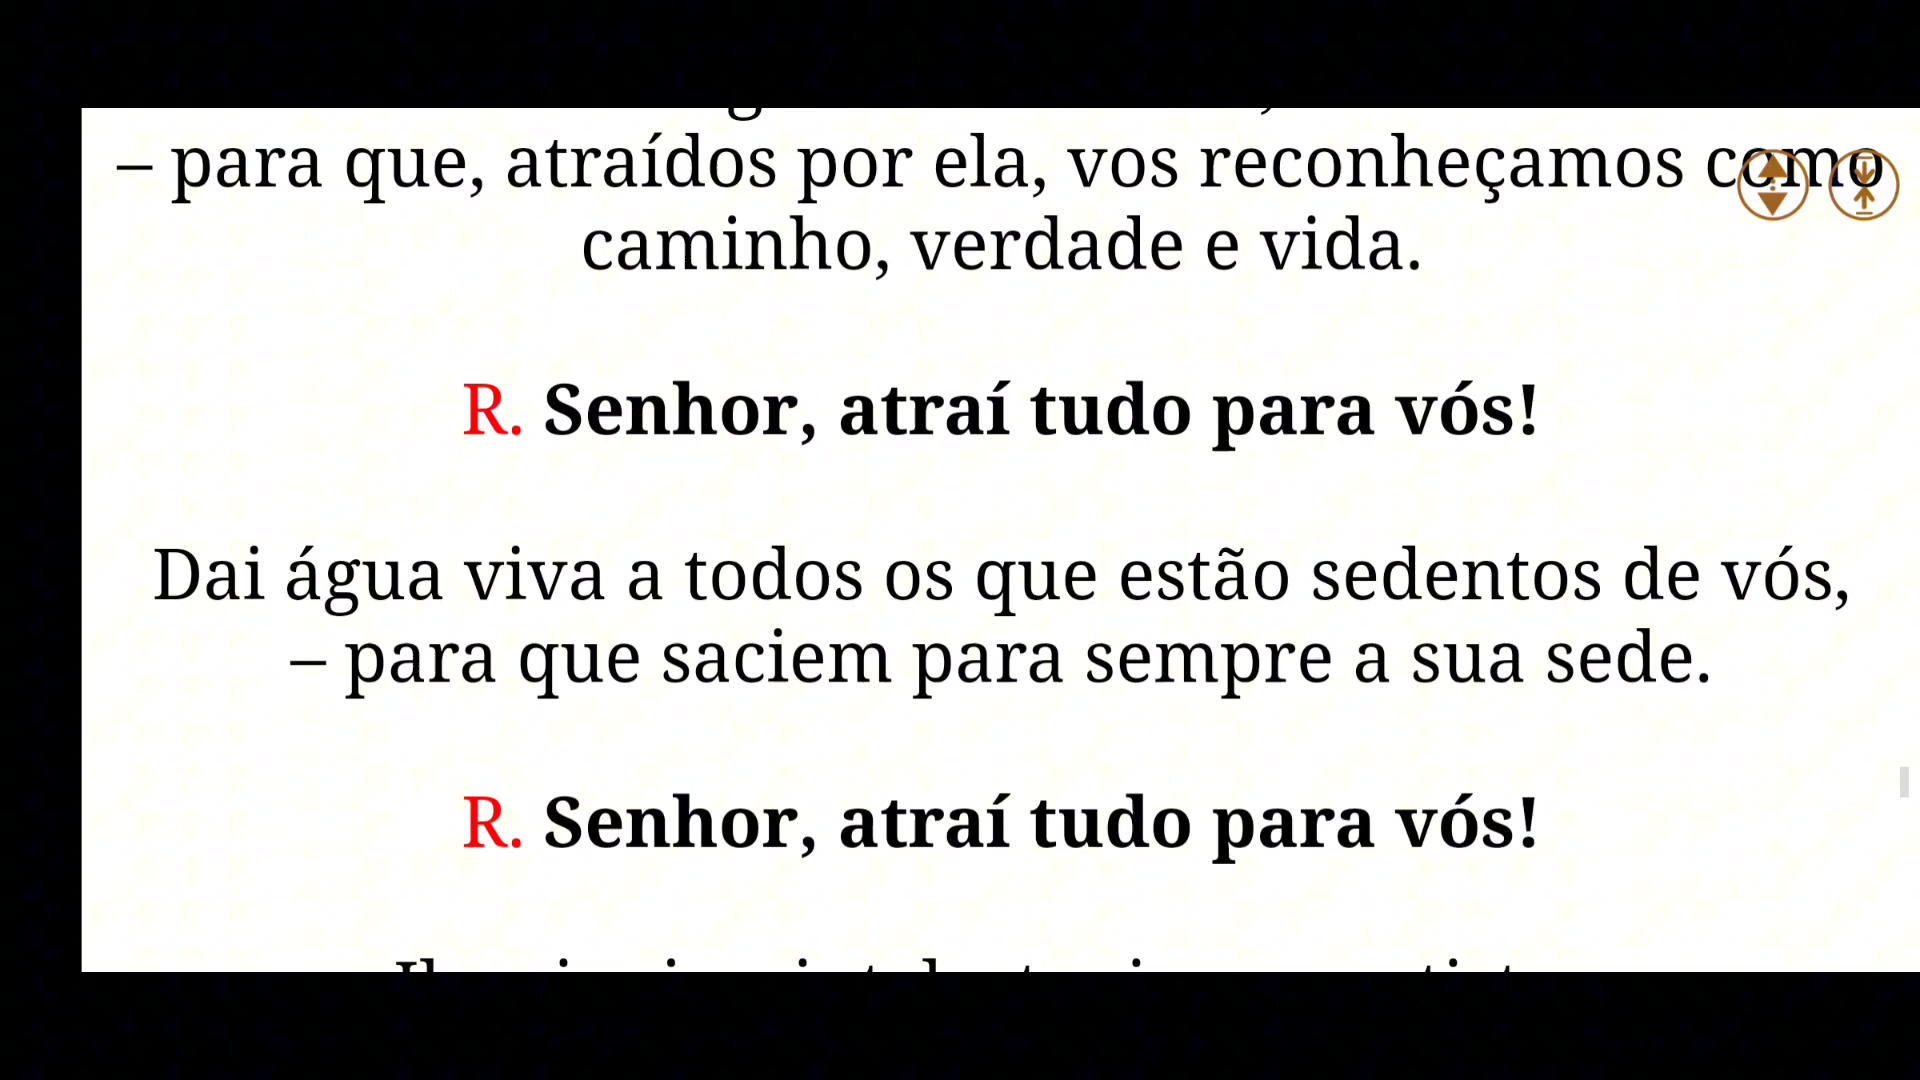 – para que, atraídos por ela, vos reconheçamos como
caminho, verdade e vida.
R. Senhor, atraí tudo para vós!
Dai água viva a todos os que estão sedentos de vós,
– para que saciem para sempre a sua sede.
R. Senhor, atraí tudo para vós!